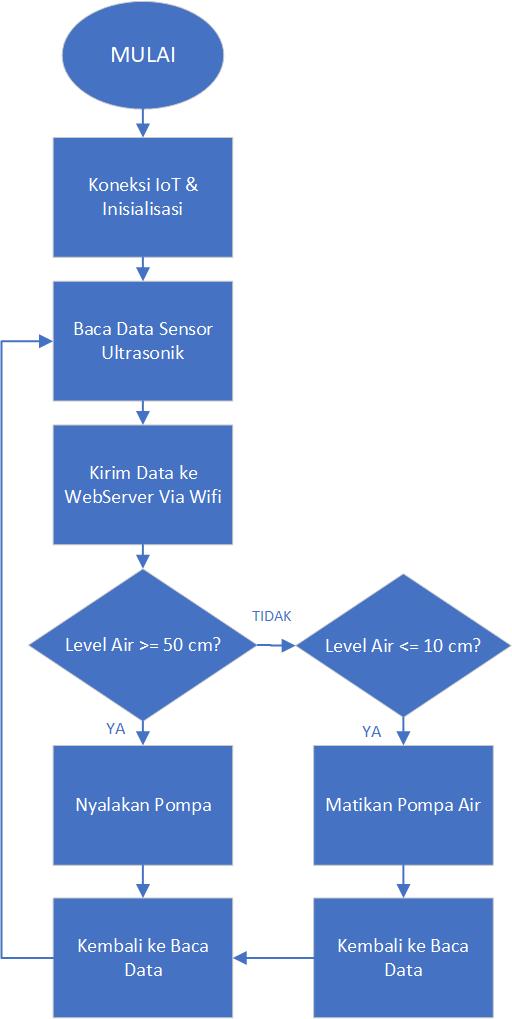 MULAI
Koneksi IoT &
Inisialisasi
Baca Data Sensor
Ultrasonik
Kirim Data ke
WebServer Via Wifi
Level Air >= 50 cm?
TIDAK
Level Air <= 10 cm?
YA
YA
Nyalakan Pompa
Matikan Pompa Air
Kembali ke Baca
Data
Kembali ke Baca
Data